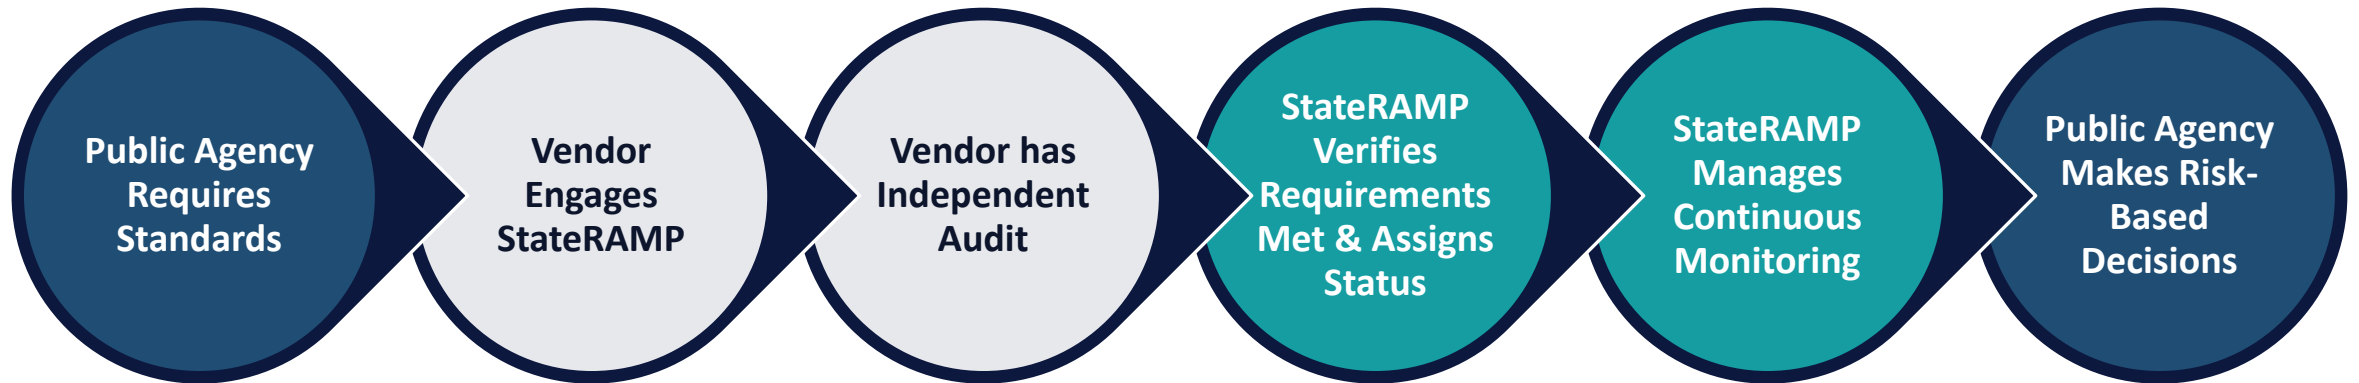 Public Agency
Requires
Standards
Vendor
Engages
StateRAMP
Vendor has
Independent
Audit
StateRAMP
Verifies
Requirements
Met & Assigns
Status
StateRAMP
Manages
Continuous
Monitoring
Public Agency
Makes Risk-
Based
Decisions